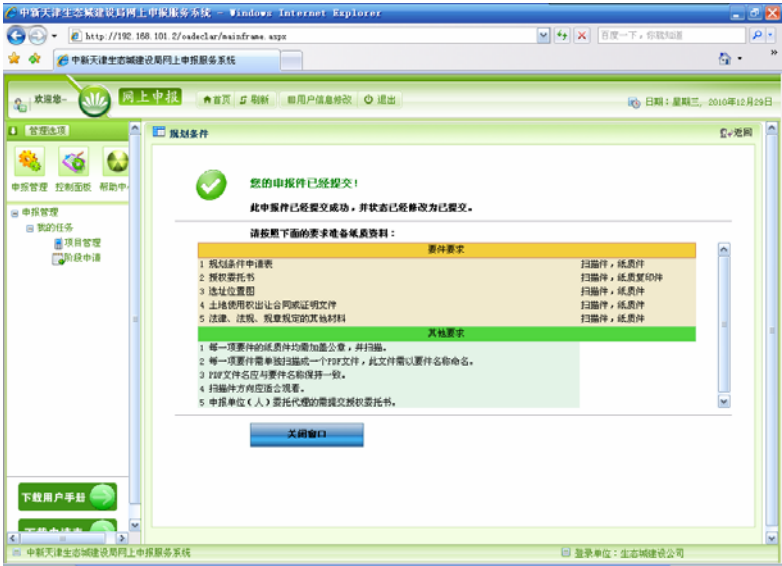 中新天津生态城建设局网上申报服务系统 - Windows Internet Explorer
http://192.168.101.2/oadeclar/mainframe.aspx
百度一下，你就知道
中新天津生态城建设局网上申报服务系统
欢迎您-
网上申报
首页 刷新 用户信息修改 退出
日期：星期三, 2010年12月29日
管理选项
规划条件
返回
申报管理 控制面板 帮助中
申报管理
我的任务
项目管理
阶段申请
您的申报件已经提交！
此申报件已经提交成功，并状态已经修改为已提交。
请按照下面的要求准备纸质资料：
要件要求
1 规划条件申请表 扫描件，纸质件
2 授权委托书 扫描件，纸质复印件
3 选址位置图 扫描件，纸质件
4 土地使用权出让合同或证明文件 扫描件，纸质件
5 法律、法规、规章规定的其他材料 扫描件，纸质件
其他要求
1 每一项要件的纸质件均需加盖公章，并扫描。
2 每一项要件需单独扫描成一个PDF文件，此文件需以要件名称命名。
3 PDF文件名应与要件名称保持一致。
4 扫描件方向应适合观看。
5 申报单位(人)委托代理的需提交授权委托书。
关闭窗口
下载用户手册
中新天津生态城建设局网上申报服务系统
登录单位：生态城建设公司